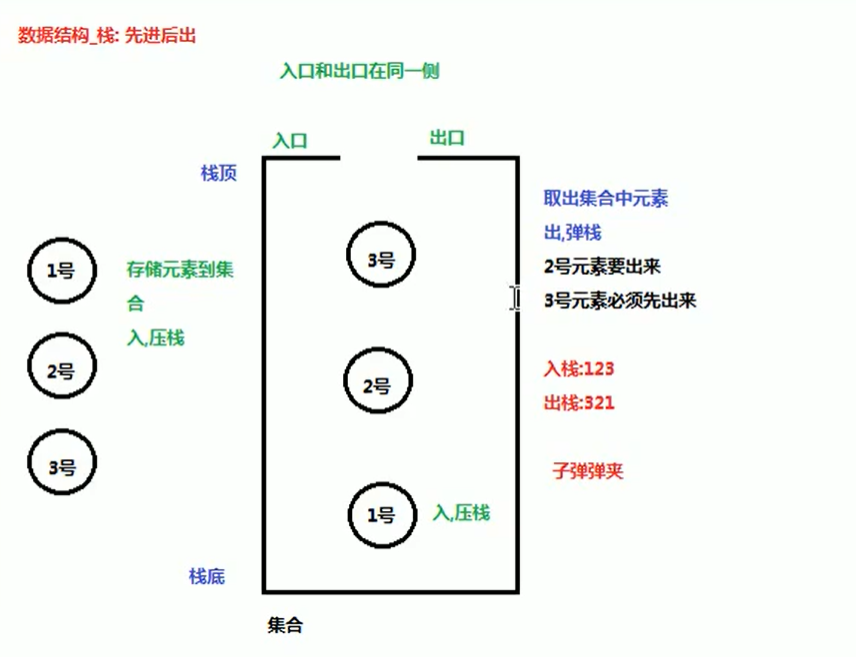 数据结构_栈: 先进后出
入口和出口在同一侧
入口
出口
栈顶
取出集合中元素
出,弹栈
2号元素要出来
3号元素必须先出来
1号
存储元素到集
合
入,压栈
2号
3号
3号
2号
1号
入,压栈
入栈:123
出栈:321
子弹弹夹
栈底
集合